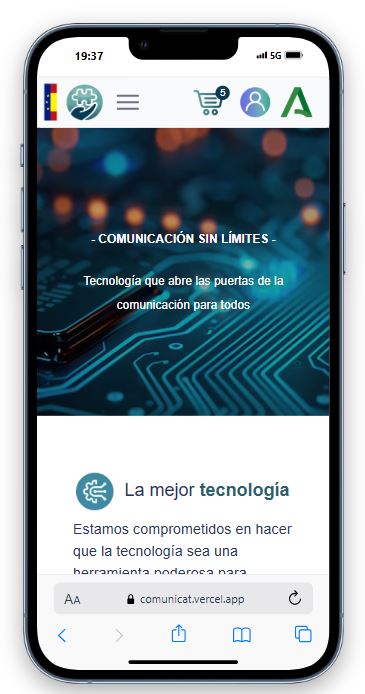 19:37
5G
5
- COMUNICACIÓN SIN LÍMITES -
Tecnología que abre las puertas de la
comunicación para todos
La mejor tecnología
Estamos comprometidos en hacer
que la tecnología sea una
herramienta poderosa para
AA
comunicat.vercel.app